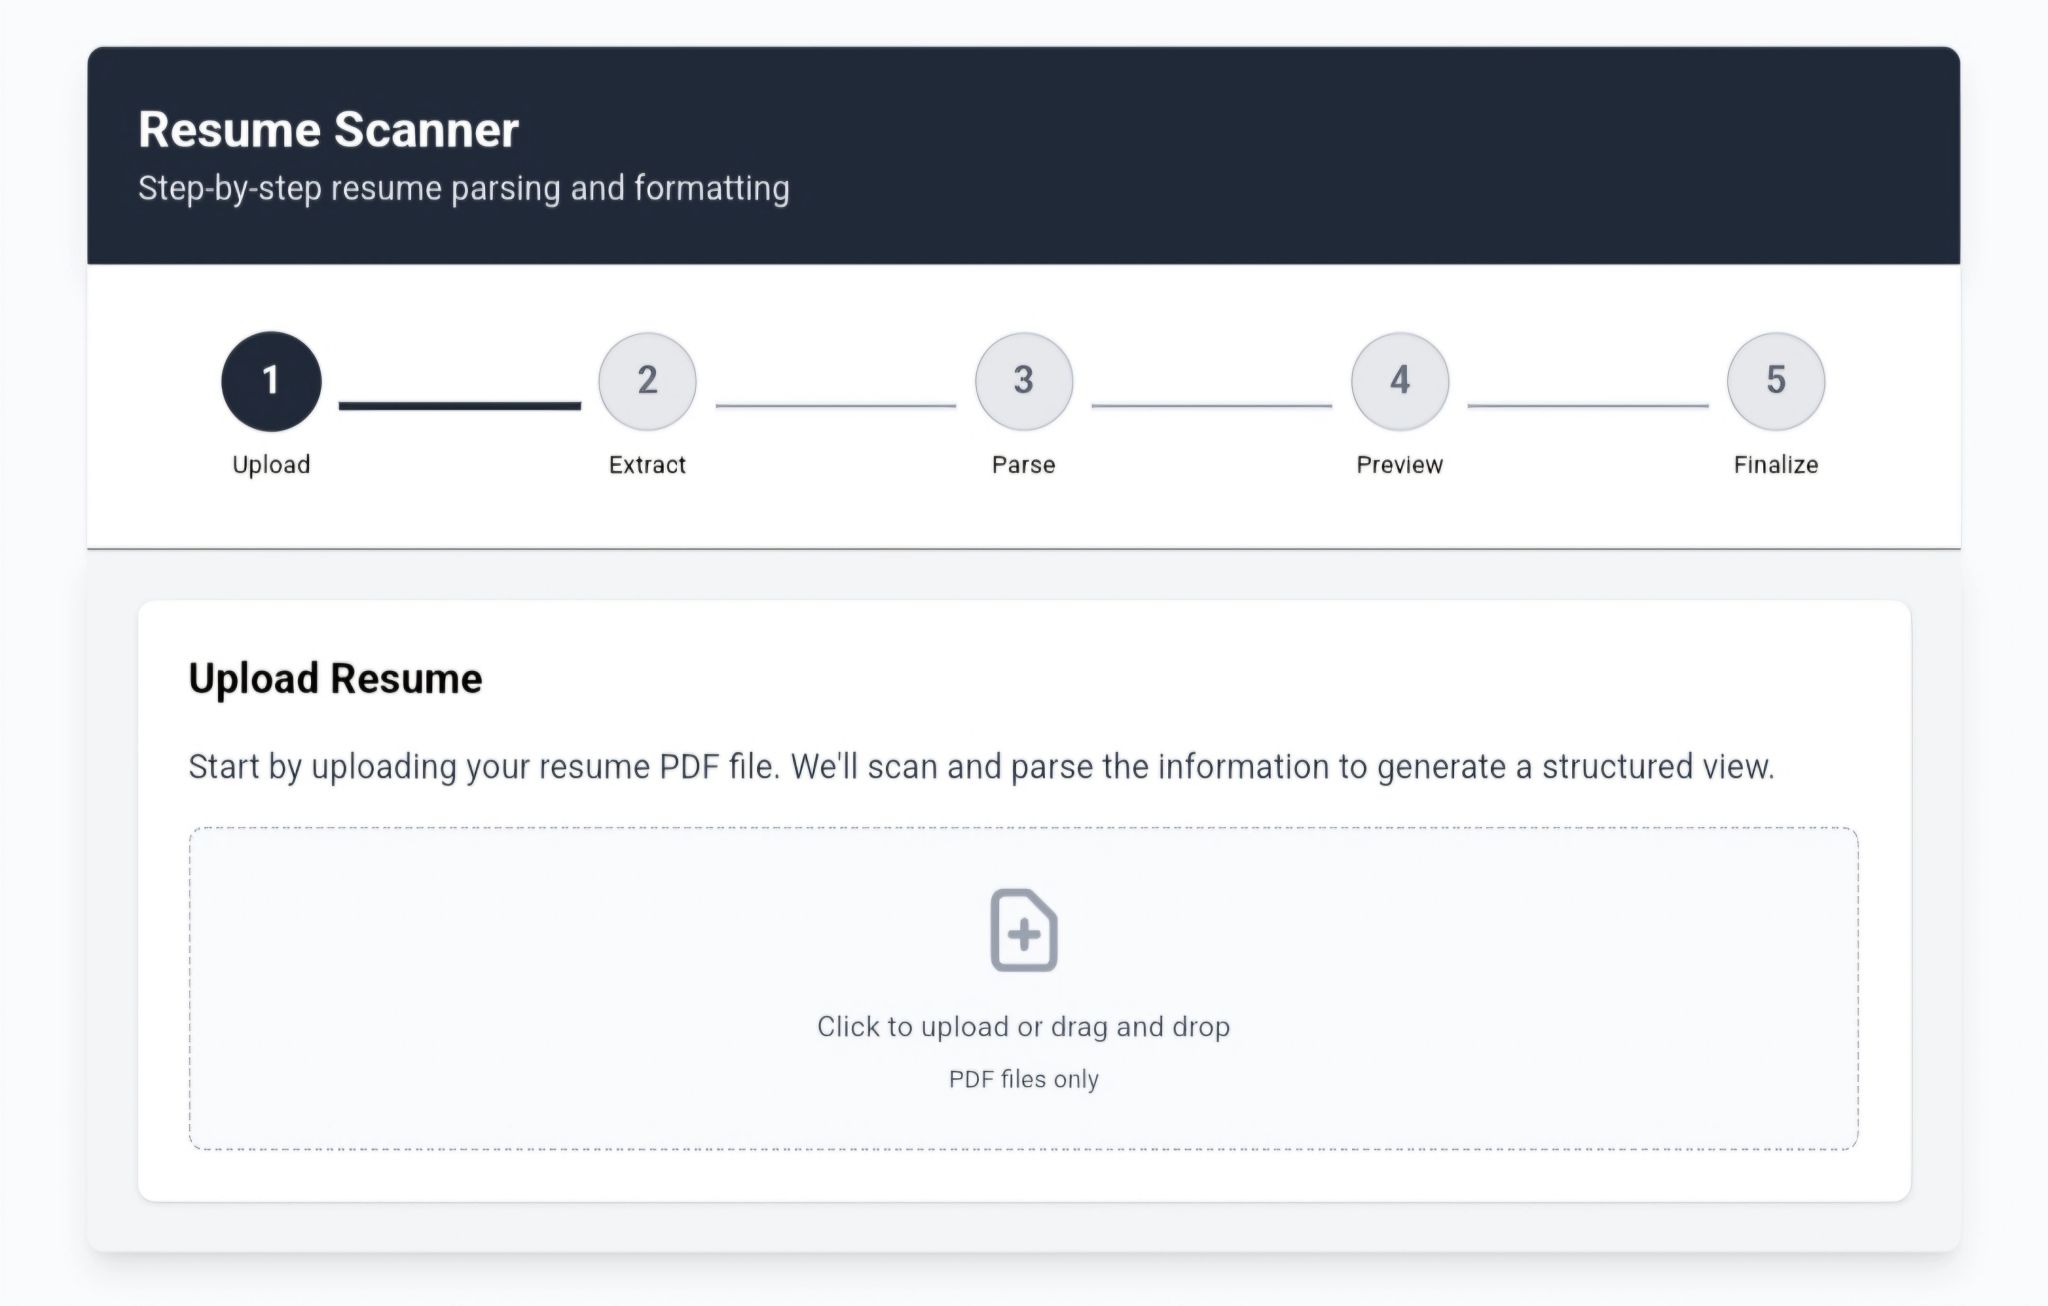 Resume Scanner
Step-by-step resume parsing and formatting
1 2 3 4 5
Upload Extract Parse Preview Finalize
Upload Resume
Start by uploading your resume PDF file. We'll scan and parse the information to generate a structured view.
Click to upload or drag and drop
PDF files only